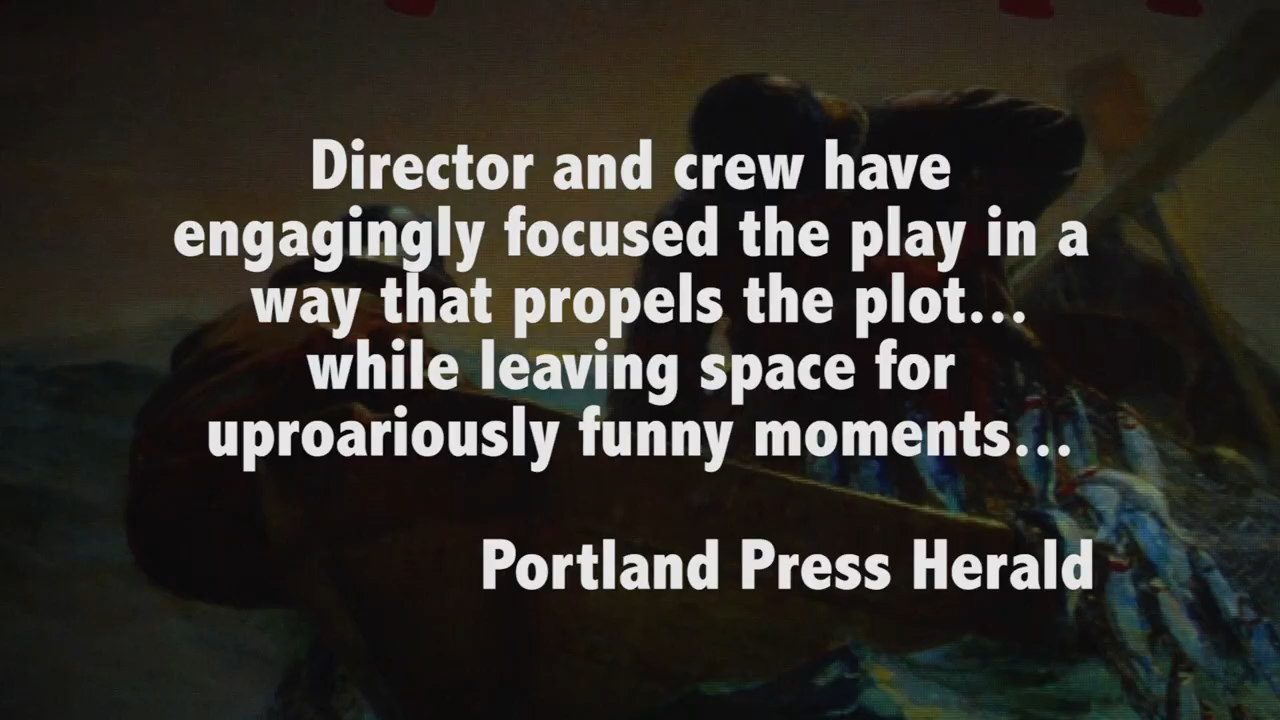 Director and crew have
engagingly focused the play in a
way that propels the plot...
while leaving space for
uproariously funny moments...
Portland Press Herald